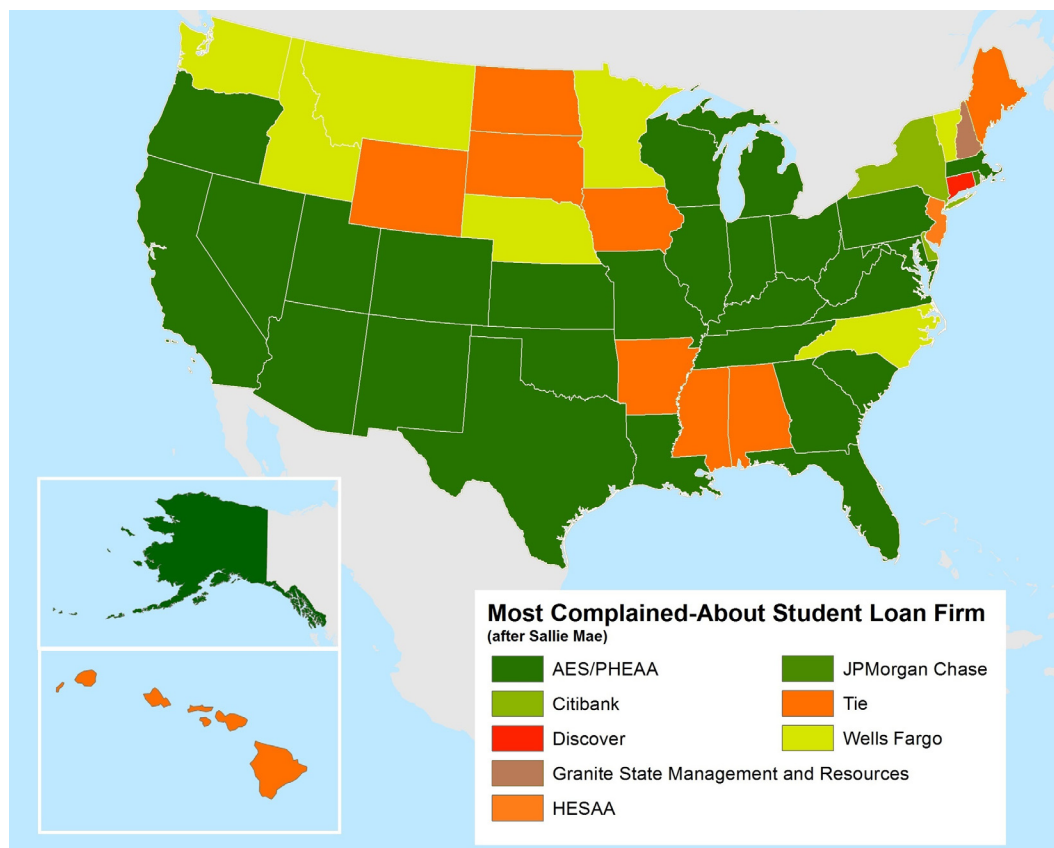 Most Complained-About Student Loan Firm
(after Sallie Mae)
AES/PHEAA
Citibank
Discover
Granite State Management and Resources
HESAA
JPMorgan Chase
Tie
Wells Fargo